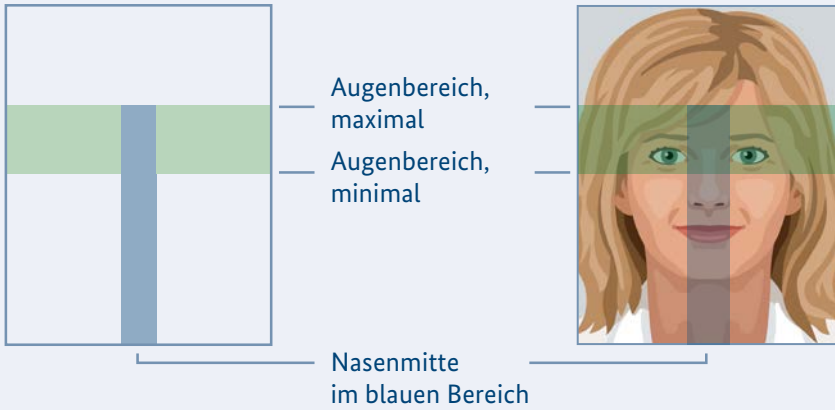 Augenbereich,
maximal
Augenbereich,
minimal
Nasenmitte
im blauen Bereich